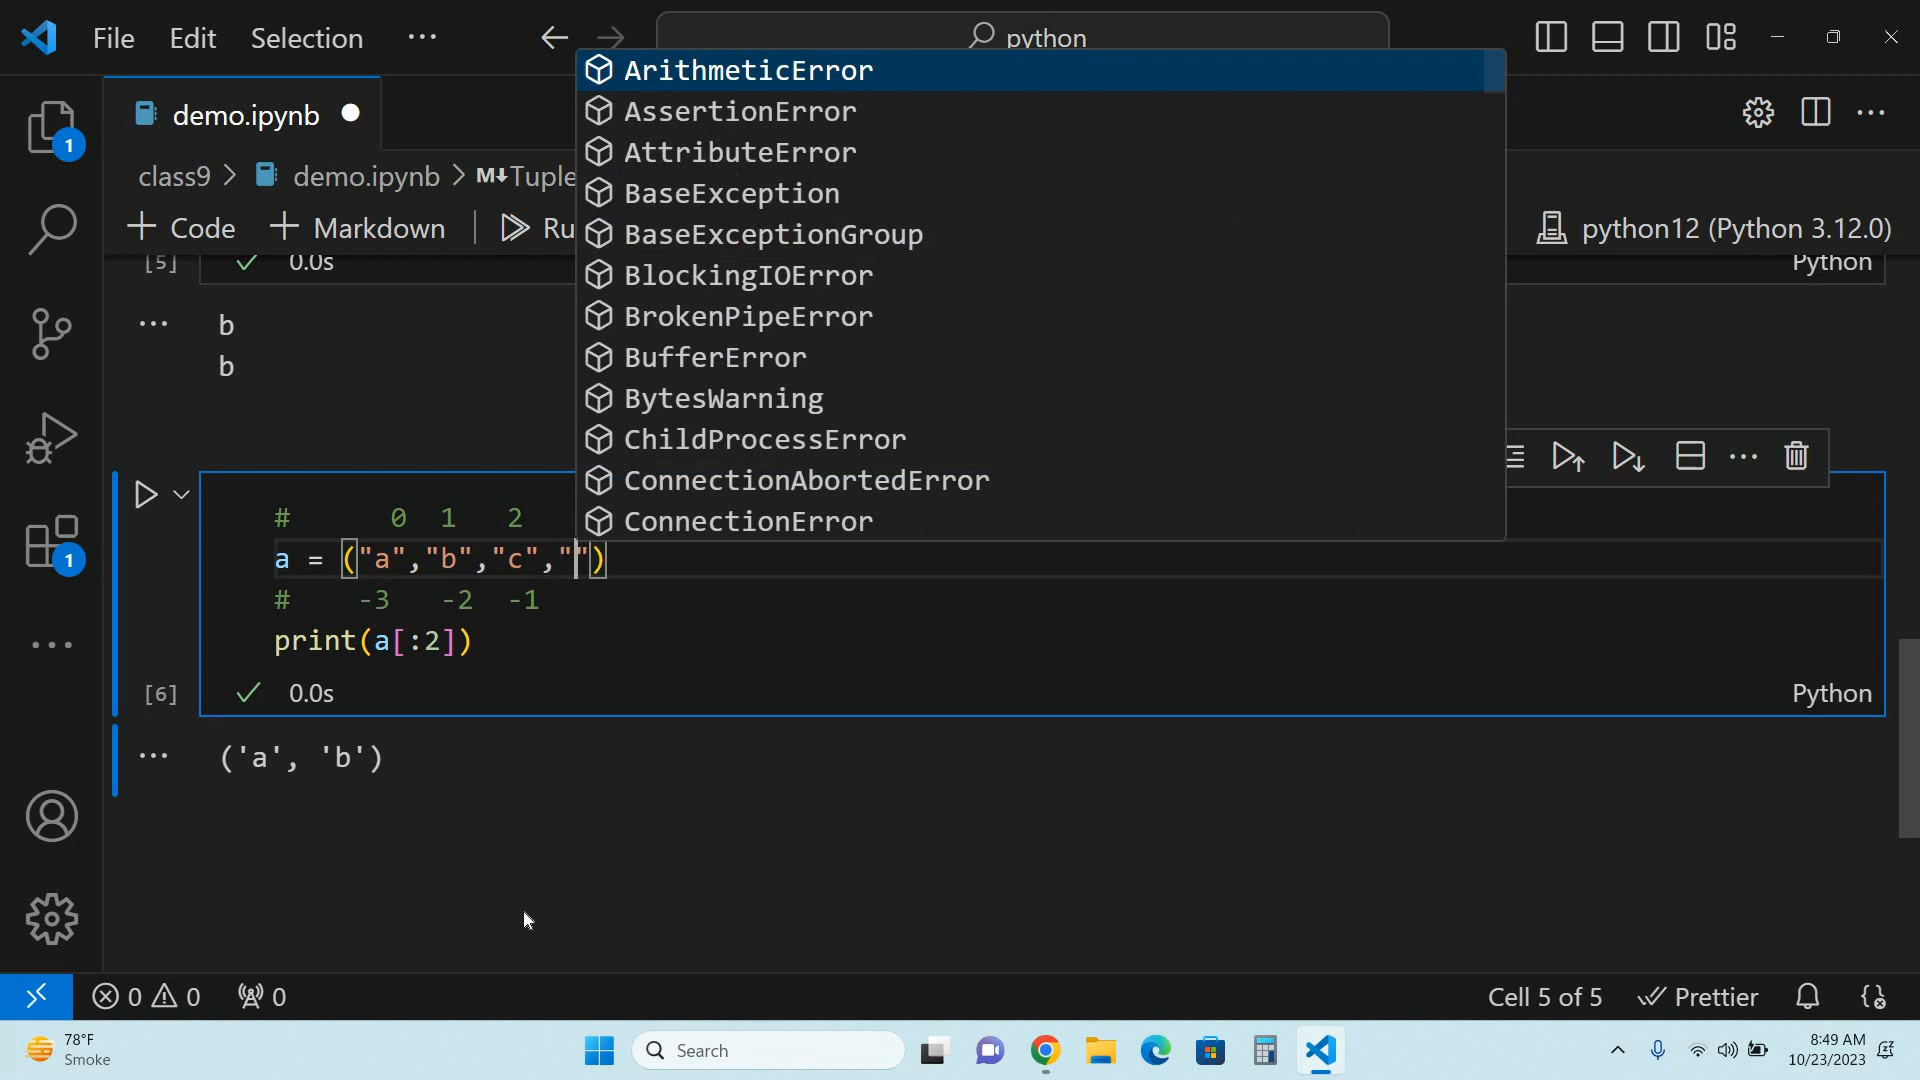 File Edit Selection ··· python
demo.ipynb
1
class9 > demo.ipynb > M↓Tuple
+ Code + Markdown Ru python12 (Python 3.12.0)
ArithmeticError
AssertionError
AttributeError
BaseException
BaseExceptionGroup
BlockingIOError
BrokenPipeError
BufferError
BytesWarning
ChildProcessError
ConnectionAbortedError
ConnectionError
[5] 0.0s Python
b
b
1
# 0 1 2
a = ("a","b","c","")
# -3 -2 -1
print(a[:2])
[6] 0.0s Python
('a', 'b')
0 0 0 Cell 5 of 5 Prettier
78°F
Smoke
Search
8:49 AM
10/23/2023